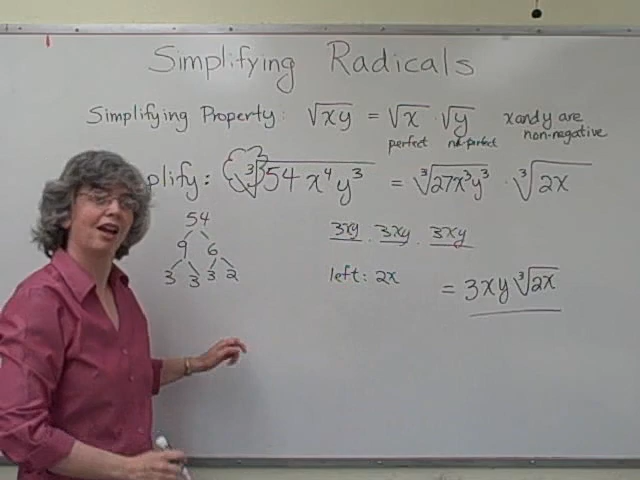 Simplifying Radicals
Simplifying Property: √xy = √x · √y x and y are
perfect not-perfect non-negative
plify: ∛54x⁴y³ = ∛27x³y³ · ∛2x
54
9 6
3 3 3 2
3xy . 3xy . 3xy
left: 2x
= 3xy∛2x